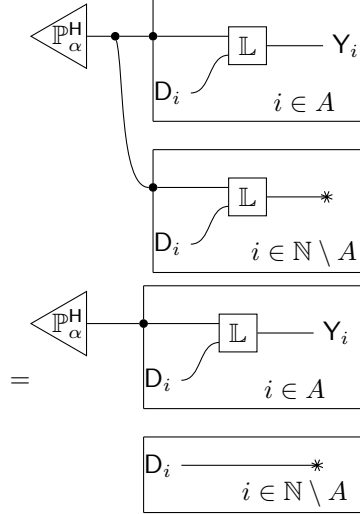 ℙ^H_α 𝕃 Y_i
D_i
i ∈ A
𝕃 *
D_i
i ∈ ℕ \ A
ℙ^H_α 𝕃 Y_i
= D_i
i ∈ A
D_i *
i ∈ ℕ \ A